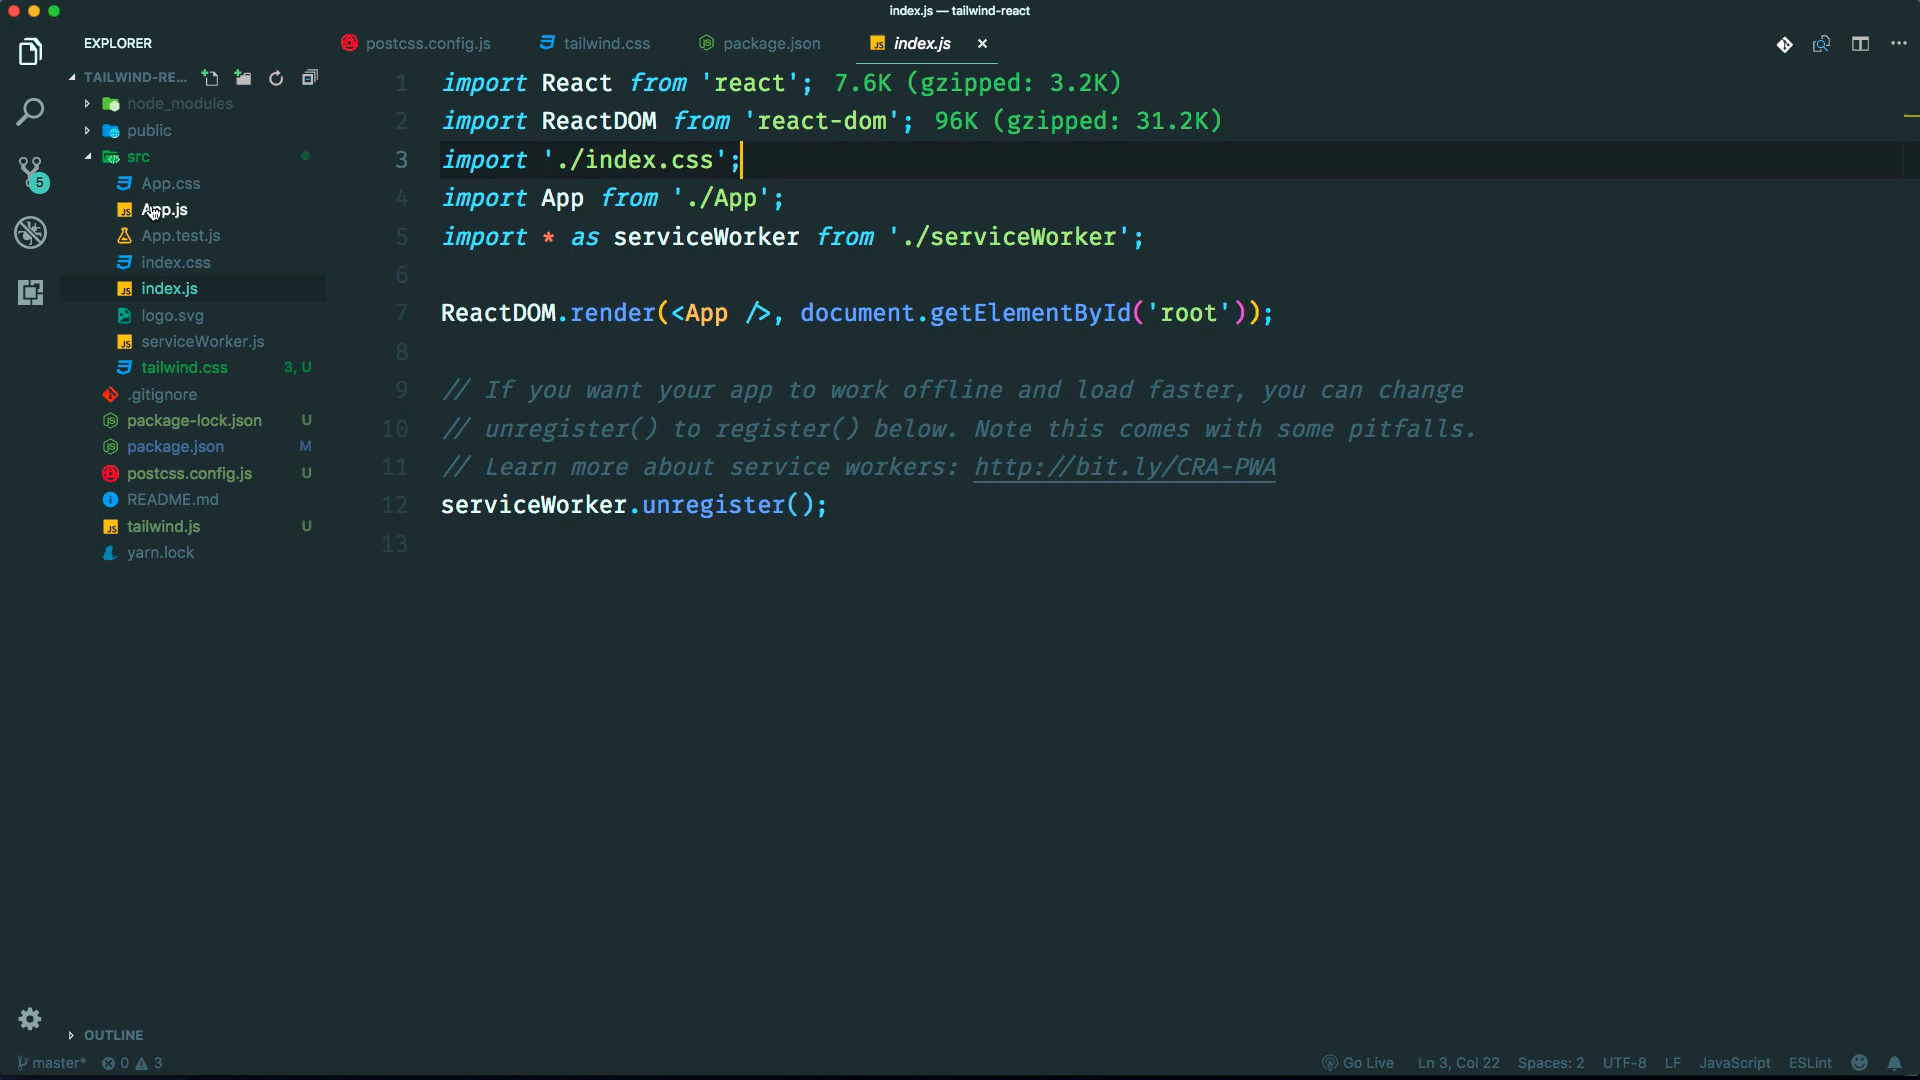 index.js — tailwind-react
EXPLORER
TAILWIND-RE...
node_modules
public
src
App.css
App.js
App.test.js
index.css
index.js
logo.svg
serviceWorker.js
tailwind.css 3, U
.gitignore
package-lock.json U
package.json M
postcss.config.js U
README.md
tailwind.js U
yarn.lock
5
OUTLINE
postcss.config.js tailwind.css package.json index.js
1 import React from 'react'; 7.6K (gzipped: 3.2K)
2 import ReactDOM from 'react-dom'; 96K (gzipped: 31.2K)
3 import './index.css';
4 import App from './App';
5 import * as serviceWorker from './serviceWorker';
6
7 ReactDOM.render(<App />, document.getElementById('root'));
8
9 // If you want your app to work offline and load faster, you can change
10 // unregister() to register() below. Note this comes with some pitfalls.
11 // Learn more about service workers: http://bit.ly/CRA-PWA
12 serviceWorker.unregister();
13
master* 0 3 Go Live Ln 3, Col 22 Spaces: 2 UTF-8 LF JavaScript ESLint